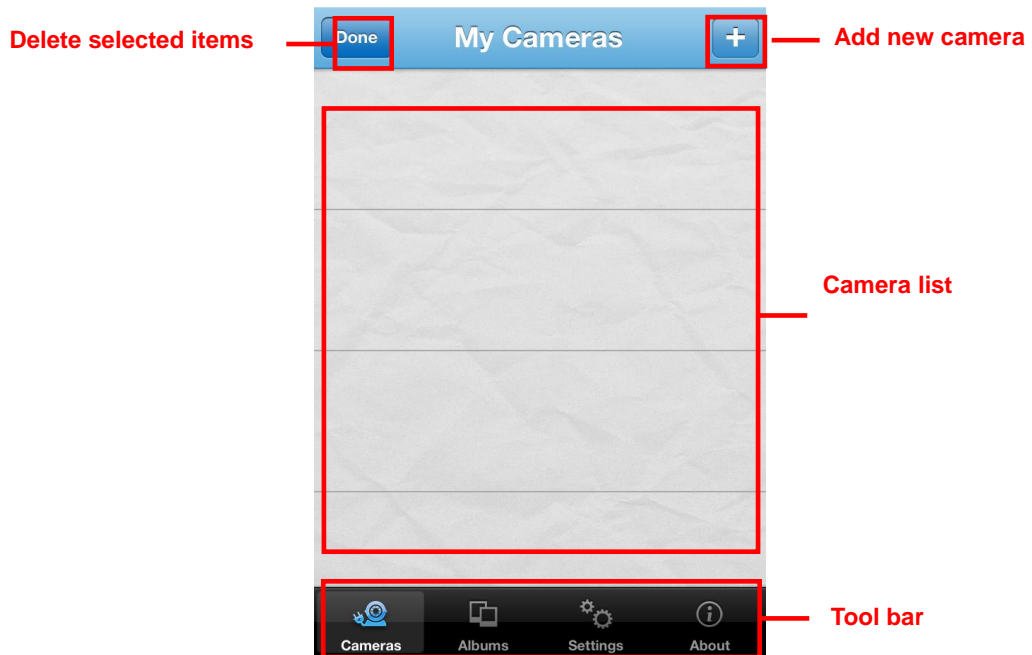 Delete selected items
Done
My Cameras
+
Add new camera
Camera list
Tool bar
Cameras
Albums
Settings
About